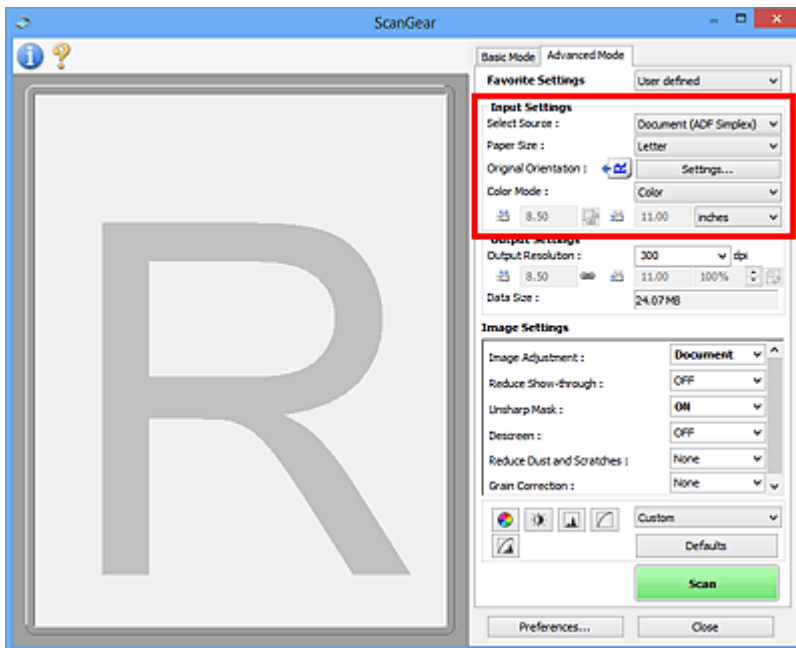 ScanGear
Basic Mode Advanced Mode
Favorite Settings User defined
Input Settings
Select Source : Document (ADF Simplex)
Paper Size : Letter
Original Orientation : R Settings...
Color Mode : Color
8.50 11.00 inches
Output Settings
Output Resolution : 300 dpi
8.50 11.00 100%
Data Size : 24.07MB
Image Settings
Image Adjustment : Document
Reduce Show-through : OFF
Unsharp Mask : ON
Descreen : OFF
Reduce Dust and Scratches : None
Grain Correction : None
Custom
Defaults
Scan
Preferences... Close
R